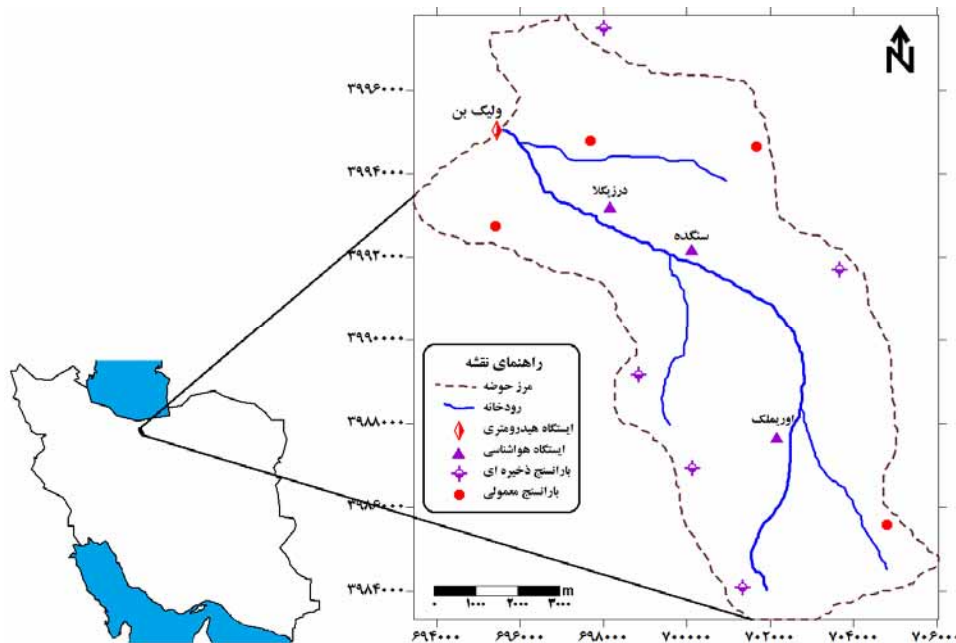 N
۳۹۹۶۰۰۰
ولیک بن
۳۹۹۴۰۰۰
درزیکلا
سنگده
۳۹۹۲۰۰۰
۳۹۹۰۰۰۰
راهنمای نقشه
مرز حوضه
رودخانه
ایستگاه هیدرومتری
ایستگاه هواشناسی
بارانسنج ذخیره ای
بارانسنج معمولی
۳۹۸۸۰۰۰
اوریملک
۳۹۸۶۰۰۰
۳۹۸۴۰۰۰
۰ ۱۰۰۰ ۲۰۰۰ ۳۰۰۰ m
۶۹۴۰۰۰ ۶۹۶۰۰۰ ۶۹۸۰۰۰ ۷۰۰۰۰۰ ۷۰۲۰۰۰ ۷۰۴۰۰۰ ۷۰۶۰۰۰